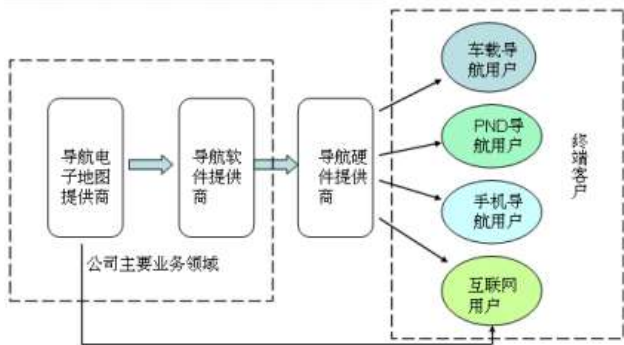 导航电
子地图
提供商
导航软
件提供
商
导航硬
件提供
商
公司主要业务领域
车载导
航用户
PND导
航用户
手机导
航用户
互联网
用户
终端客户